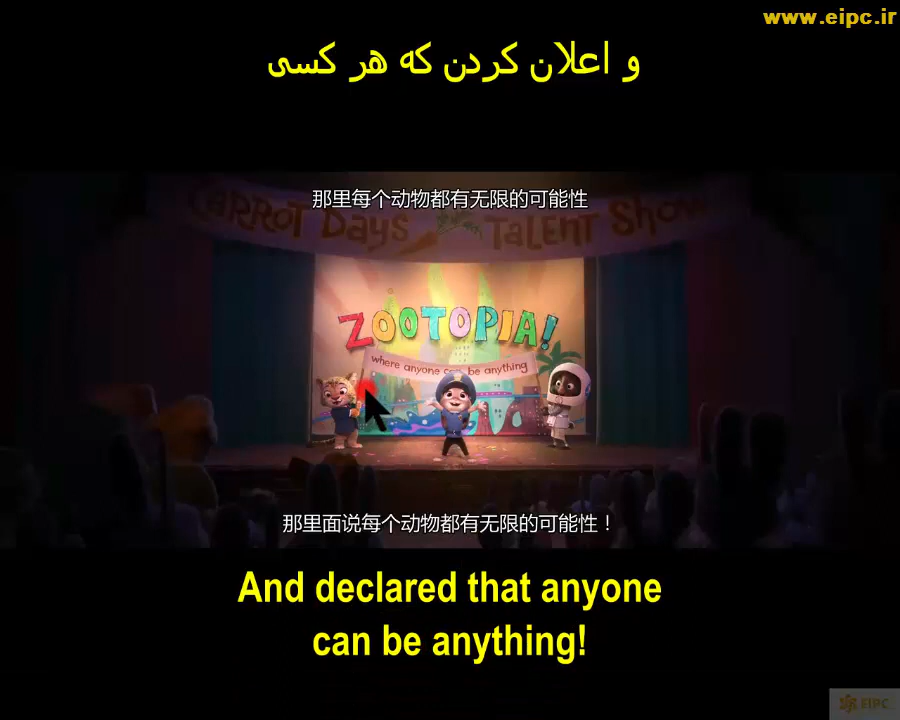 www.eipc.ir
و اعلان کردن که هر کسی
那里每个动物都有无限的可能性
CARROT Days TaLENT Show
ZOOTOPIA!
where anyone can be anything
那里面说每个动物都有无限的可能性！
And declared that anyone
can be anything!
EIPC